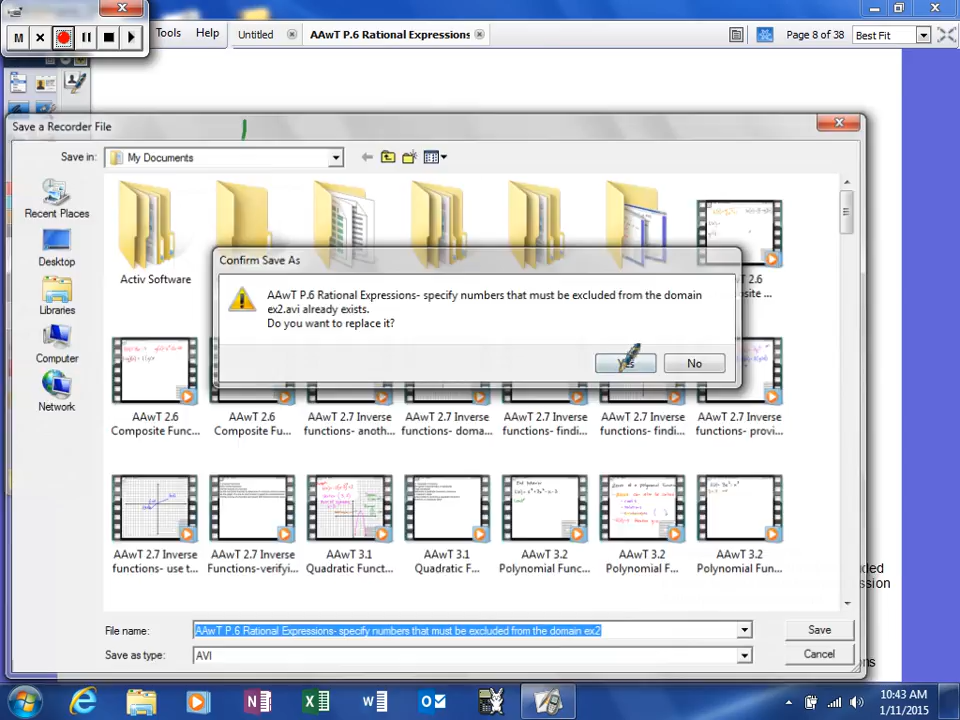 Tools Help Untitled AAwT P.6 Rational Expressions Page 8 of 38 Best Fit
M
Save a Recorder File
Save in: My Documents
Recent Places
Desktop
Libraries
Computer
Network
Activ Software
2.6
Confirm Save As
AAwT P.6 Rational Expressions- specify numbers that must be excluded from the domain
ex2.avi already exists.
Do you want to replace it?
Yes No
AAwT 2.6
Composite Func...
AAwT 2.6
Composite Fu...
AAwT 2.7 Inverse
functions- anoth...
AAwT 2.7 Inverse
functions- doma...
AAwT 2.7 Inverse
functions- findi...
AAwT 2.7 Inverse
functions- findi...
AAwT 2.7 Inverse
functions- provi...
AAwT 2.7 Inverse
functions- use t...
AAwT 2.7 Inverse
Functions-verifyi...
AAwT 3.1
Quadratic Funct...
AAwT 3.1
Quadratic F...
AAwT 3.2
Polynomial Func...
AAwT 3.2
Polynomial F...
AAwT 3.2
Polynomial Fun...
File name: AAwT P.6 Rational Expressions- specify numbers that must be excluded from the domain ex2
Save
Save as type: AVI
Cancel
10:43 AM
1/11/2015